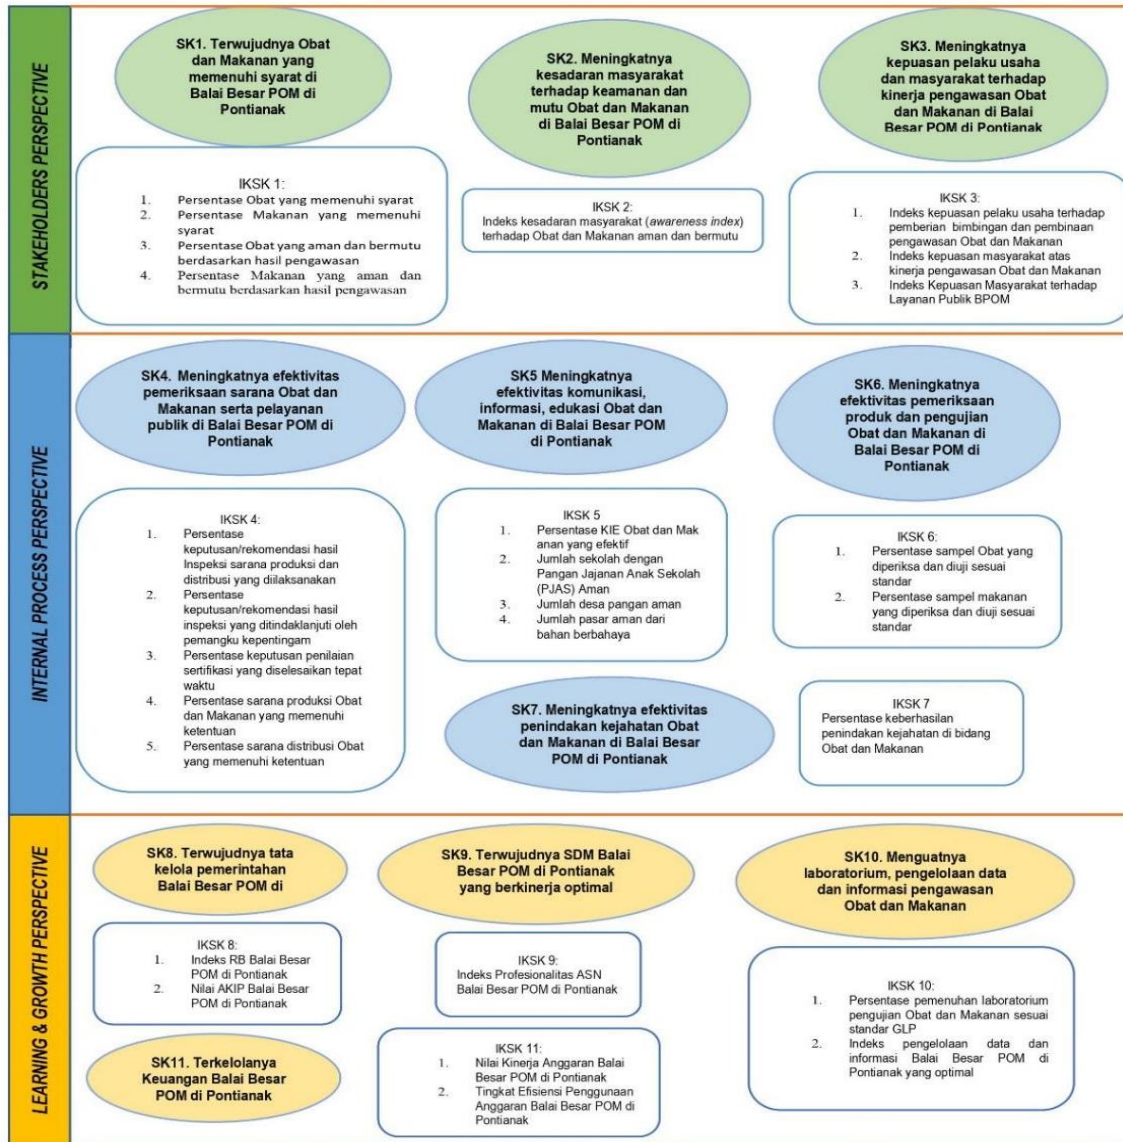 STAKEHOLDERS PERSPECTIVE
SK1. Terwujudnya Obat
dan Makanan yang
memenuhi syarat di
Balai Besar POM di
Pontianak
SK2. Meningkatnya
kesadaran masyarakat
terhadap keamanan dan
mutu Obat dan Makanan
di Balai Besar POM di
Pontianak
SK3. Meningkatnya
kepuasan pelaku usaha
dan masyarakat terhadap
kinerja pengawasan Obat
dan Makanan di Balai
Besar POM di Pontianak
IKSK 1:
1. Persentase Obat yang memenuhi syarat
2. Persentase Makanan yang memenuhi
syarat
3. Persentase Obat yang aman dan bermutu
berdasarkan hasil pengawasan
4. Persentase Makanan yang aman dan
bermutu berdasarkan hasil pengawasan
IKSK 2:
Indeks kesadaran masyarakat (awareness index)
terhadap Obat dan Makanan aman dan bermutu
IKSK 3:
1. Indeks kepuasan pelaku usaha terhadap
pemberian bimbingan dan pembinaan
pengawasan Obat dan Makanan
2. Indeks kepuasan masyarakat atas
kinerja pengawasan Obat dan Makanan
3. Indeks Kepuasan Masyarakat terhadap
Layanan Publik BPOM
INTERNAL PROCESS PERSPECTIVE
SK4. Meningkatnya efektivitas
pemeriksaan sarana Obat dan
Makanan serta pelayanan
publik di Balai Besar POM di
Pontianak
SK5 Meningkatnya
efektivitas komunikasi,
informasi, edukasi Obat dan
Makanan di Balai Besar POM
di Pontianak
SK6. Meningkatnya
efektivitas pemeriksaan
produk dan pengujian
Obat dan Makanan di
Balai Besar POM di
Pontianak
IKSK 4:
1. Persentase
keputusan/rekomendasi hasil
Inspeksi sarana produksi dan
distribusi yang diilaksanakan
2. Persentase
keputusan/rekomendasi hasil
inspeksi yang ditindaklanjuti oleh
pemangku kepentingam
3. Persentase keputusan penilaian
sertifikasi yang diselesaikan tepat
waktu
4. Persentase sarana produksi Obat
dan Makanan yang memenuhi
ketentuan
5. Persentase sarana distribusi Obat
yang memenuhi ketentuan
IKSK 5
1. Persentase KIE Obat dan Mak
anan yang efektif
2. Jumlah sekolah dengan
Pangan Jajanan Anak Sekolah
(PJAS) Aman
3. Jumlah desa pangan aman
4. Jumlah pasar aman dari
bahan berbahaya
IKSK 6:
1. Persentase sampel Obat yang
diperiksa dan diuji sesuai
standar
2. Persentase sampel makanan
yang diperiksa dan diuji sesuai
standar
SK7. Meningkatnya efektivitas
penindakan kejahatan Obat
dan Makanan di Balai Besar
POM di Pontianak
IKSK 7
Persentase keberhasilan
penindakan kejahatan di bidang
Obat dan Makanan
LEARNING & GROWTH PERSPECTIVE
SK8. Terwujudnya tata
kelola pemerintahan
Balai Besar POM di
SK9. Terwujudnya SDM Balai
Besar POM di Pontianak
yang berkinerja optimal
SK10. Menguatnya
laboratorium, pengelolaan data
dan informasi pengawasan
Obat dan Makanan
IKSK 8:
1. Indeks RB Balai Besar
POM di Pontianak
2. Nilai AKIP Balai Besar
POM di Pontianak
IKSK 9:
Indeks Profesionalitas ASN
Balai Besar POM di Pontianak
IKSK 10:
1. Persentase pemenuhan laboratorium
pengujian Obat dan Makanan sesuai
standar GLP
2. Indeks pengelolaan data dan
informasi Balai Besar POM di
Pontianak yang optimal
SK11. Terkelolanya
Keuangan Balai Besar
POM di Pontianak
IKSK 11:
1. Nilai Kinerja Anggaran Balai
Besar POM di Pontianak
2. Tingkat Efisiensi Penggunaan
Anggaran Balai Besar POM di
Pontianak